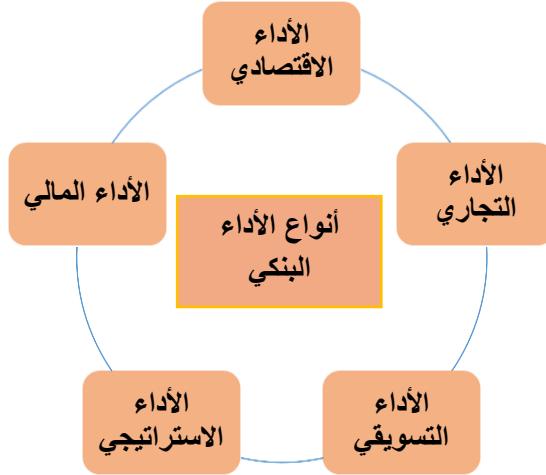 الأداء
الاقتصادي
الأداء
التجاري
الأداء المالي
أنواع الأداء
البنكي
الأداء
التسويقي
الأداء
الاستراتيجي